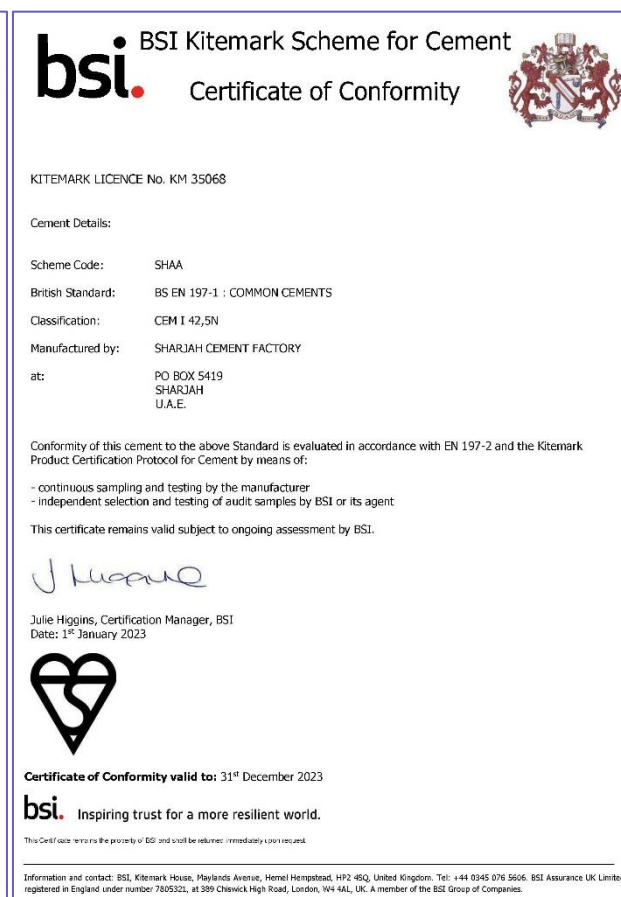 bsi.
BSI Kitemark Scheme for Cement
Certificate of Conformity
KITEMARK LICENCE No. KM 35068
Cement Details:
Scheme Code: SHAA
British Standard: BS EN 197-1 : COMMON CEMENTS
Classification: CEM I 42,5N
Manufactured by: SHARJAH CEMENT FACTORY
at: PO BOX 5419
SHARJAH
U.A.E.
Conformity of this cement to the above Standard is evaluated in accordance with EN 197-2 and the Kitemark
Product Certification Protocol for Cement by means of:
- continuous sampling and testing by the manufacturer
- independent selection and testing of audit samples by BSI or its agent
This certificate remains valid subject to ongoing assessment by BSI.
J Higgins
Julie Higgins, Certification Manager, BSI
Date: 1st January 2023
Certificate of Conformity valid to: 31st December 2023
bsi. Inspiring trust for a more resilient world.
This Certificate remains the property of BSI and shall be returned immediately upon request
Information and contact: BSI, Kitemark House, Maylands Avenue, Hemel Hempstead, HP2 4SQ, United Kingdom. Tel: +44 0345 076 5606. BSI Assurance UK Limite
registered in England under number 7805321, at 389 Chiswick High Road, London, W4 4AL, UK. A member of the BSI Group of Companies.